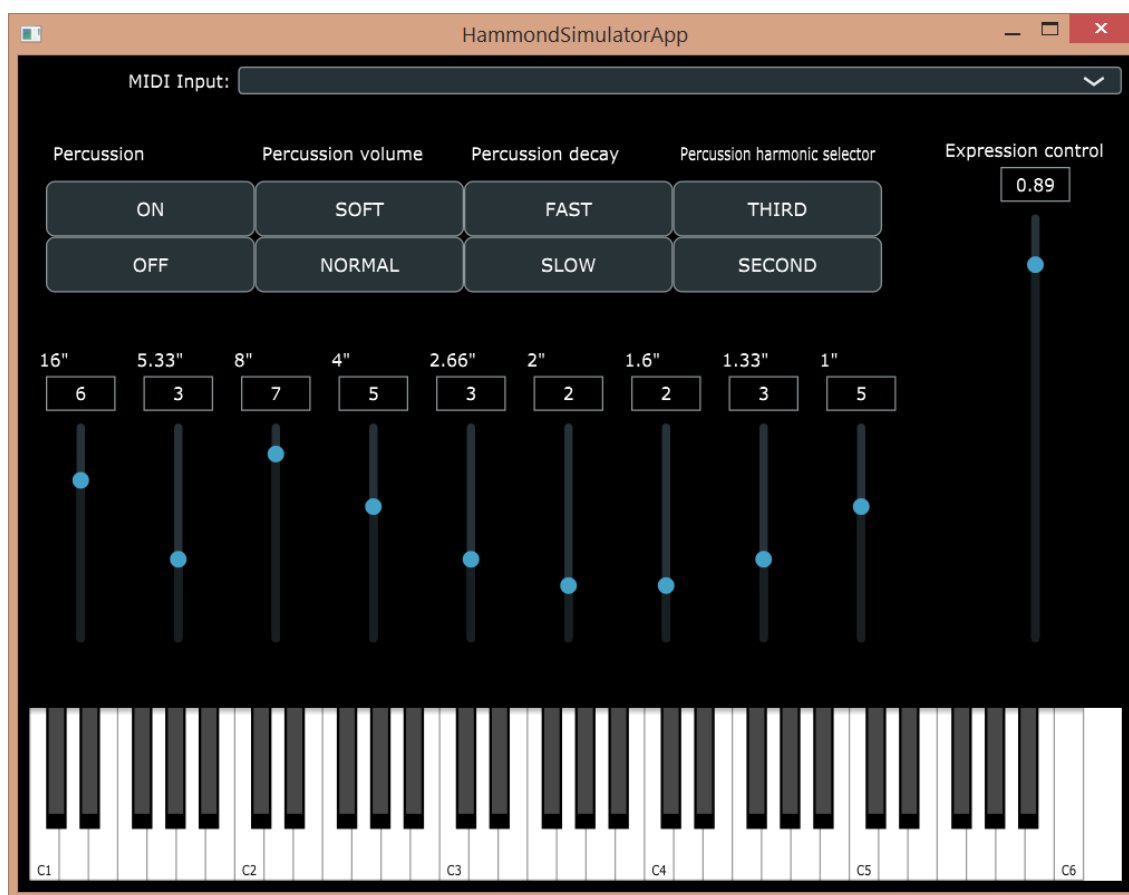 HammondSimulatorApp
MIDI Input:
Percussion Percussion volume Percussion decay Percussion harmonic selector Expression control
0.89
ON SOFT FAST THIRD
OFF NORMAL SLOW SECOND
16" 5.33" 8" 4" 2.66" 2" 1.6" 1.33" 1"
6 3 7 5 3 2 2 3 5
C1 C2 C3 C4 C5 C6